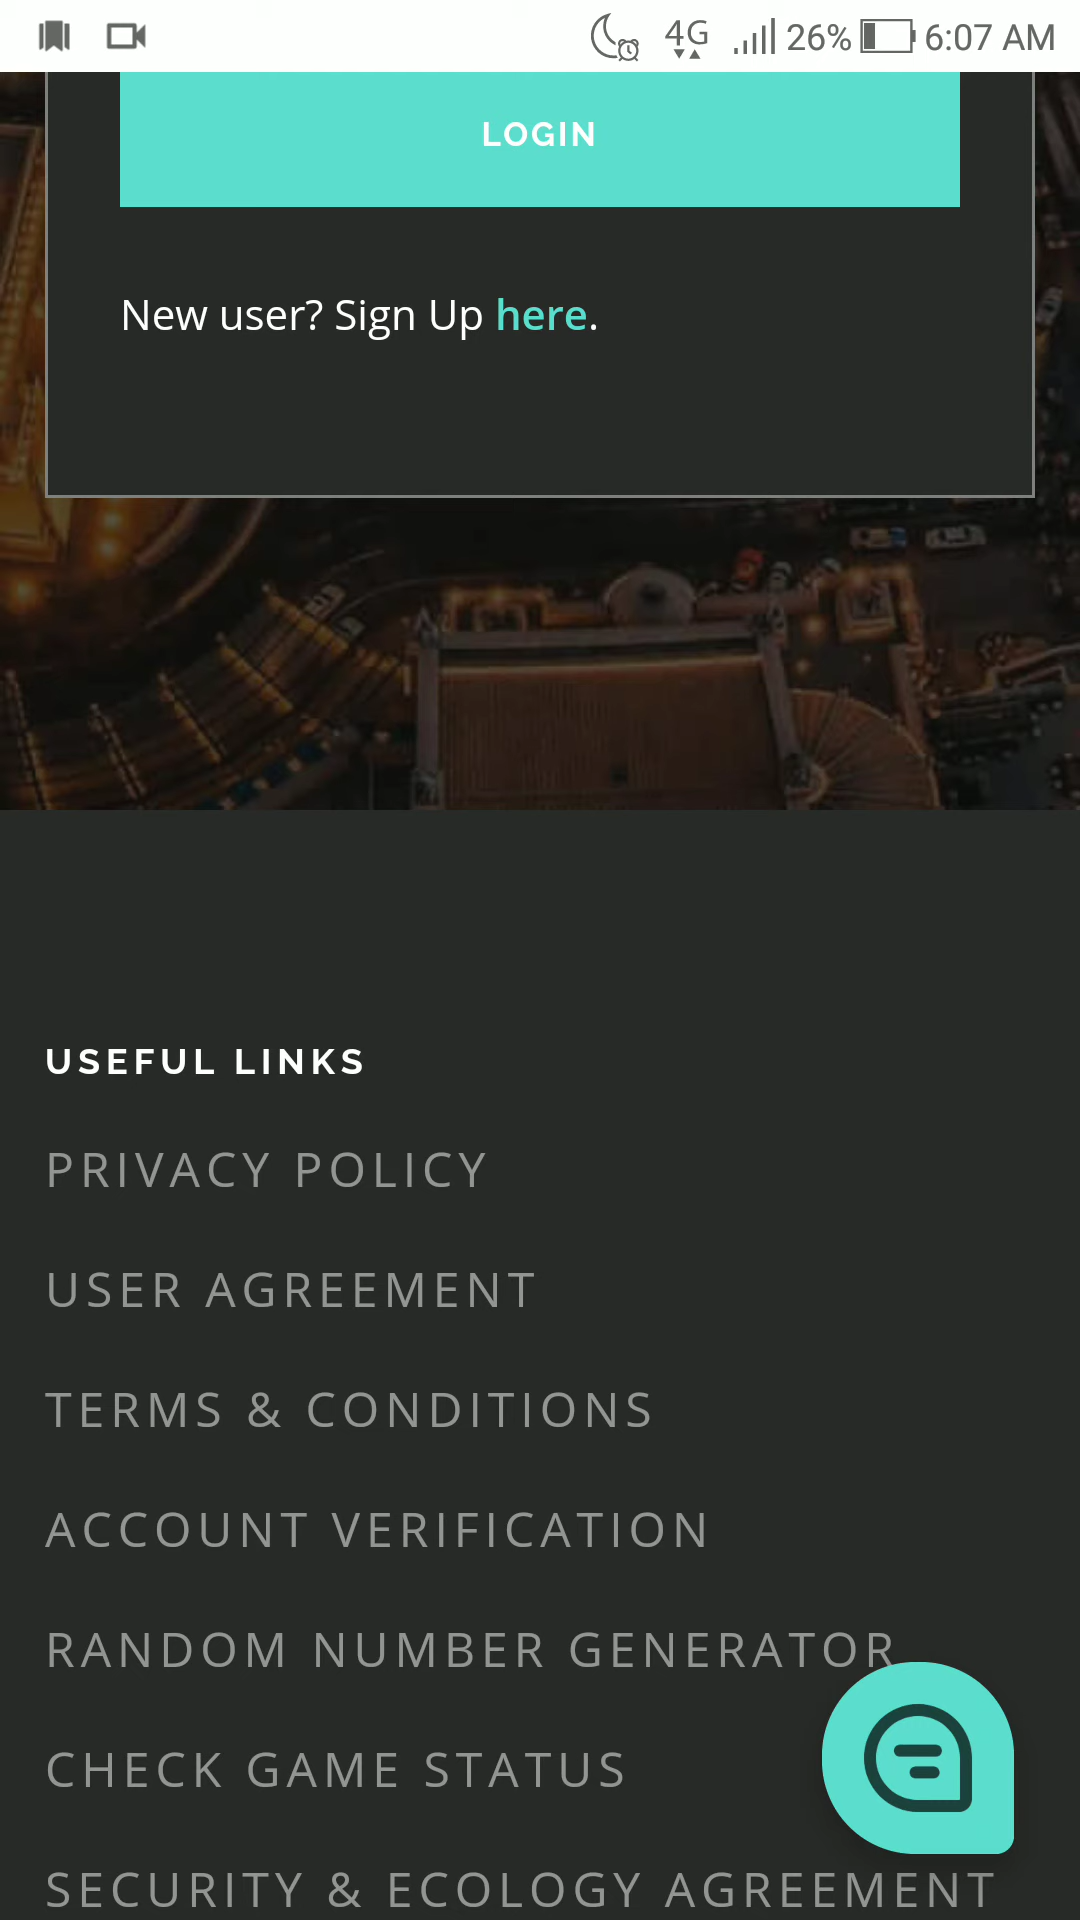 4G 26% 6:07 AM
LOGIN
New user? Sign Up here.
USEFUL LINKS
PRIVACY POLICY
USER AGREEMENT
TERMS & CONDITIONS
ACCOUNT VERIFICATION
RANDOM NUMBER GENERATOR
CHECK GAME STATUS
SECURITY & ECOLOGY AGREEMENT